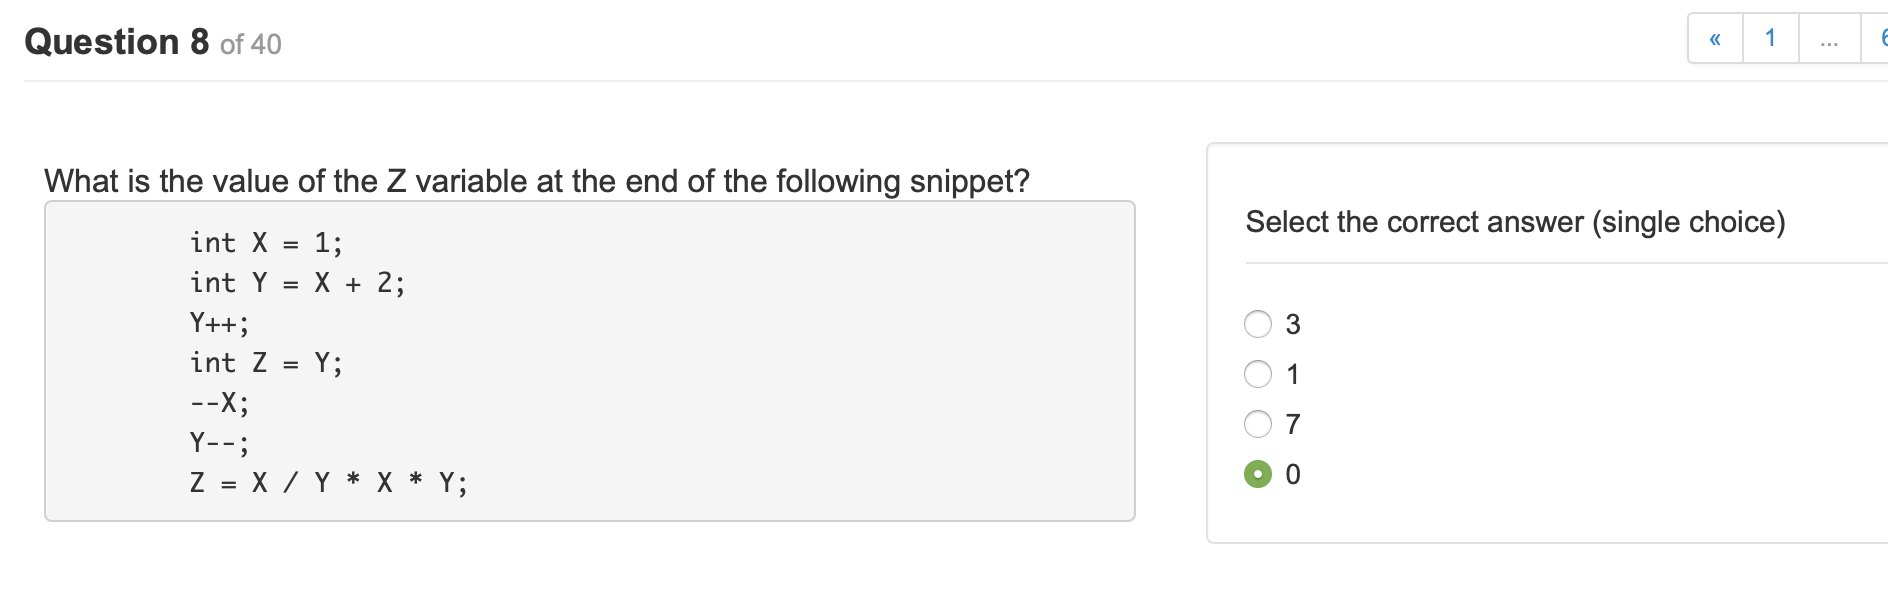 Question 8 of 40
« 1 ... 6
What is the value of the Z variable at the end of the following snippet?
int X = 1;
int Y = X + 2;
Y++;
int Z = Y;
--X;
Y--;
Z = X / Y * X * Y;
Select the correct answer (single choice)
3
1
7
0